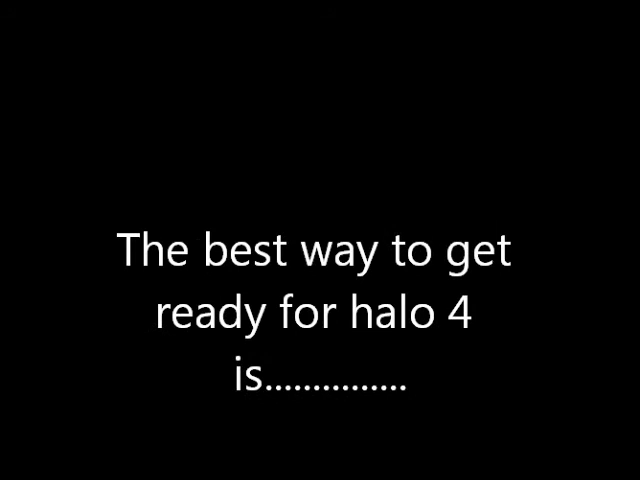 The best way to get
ready for halo 4
is...............